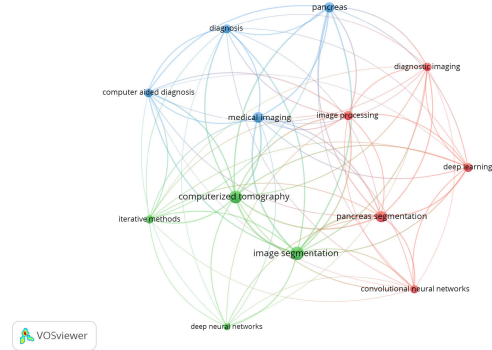 pancreas
diagnosis
diagnostic imaging
computer aided diagnosis
medical imaging
image processing
deep learning
computerized tomography
iterative methods
pancreas segmentation
image segmentation
convolutional neural networks
deep neural networks
VOSviewer